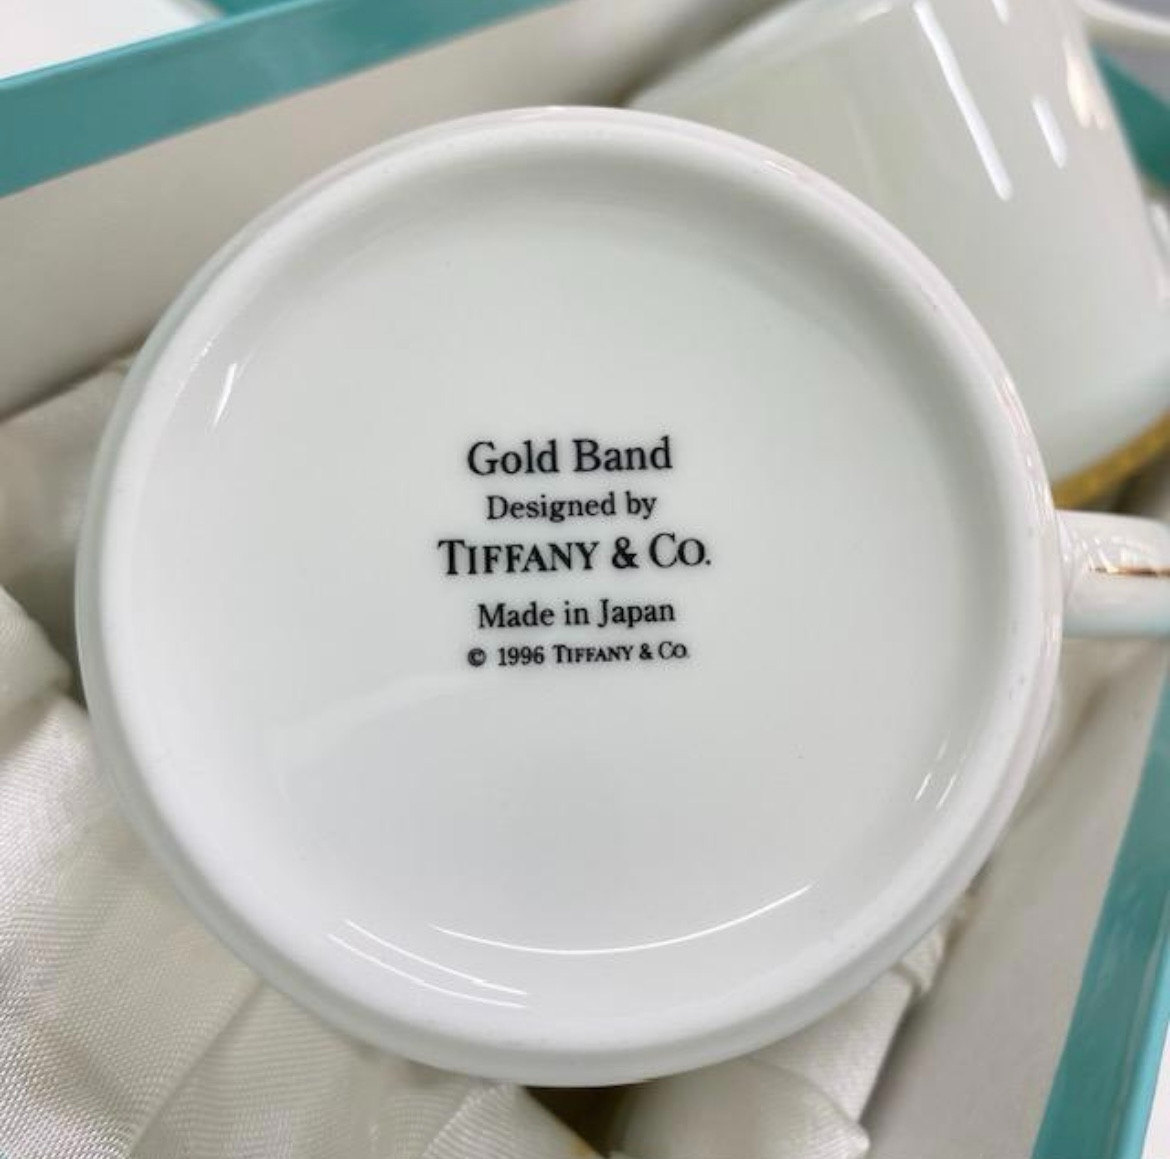 Gold Band
Designed by
TIFFANY & CO.
Made in Japan
© 1996 TIFFANY & CO.